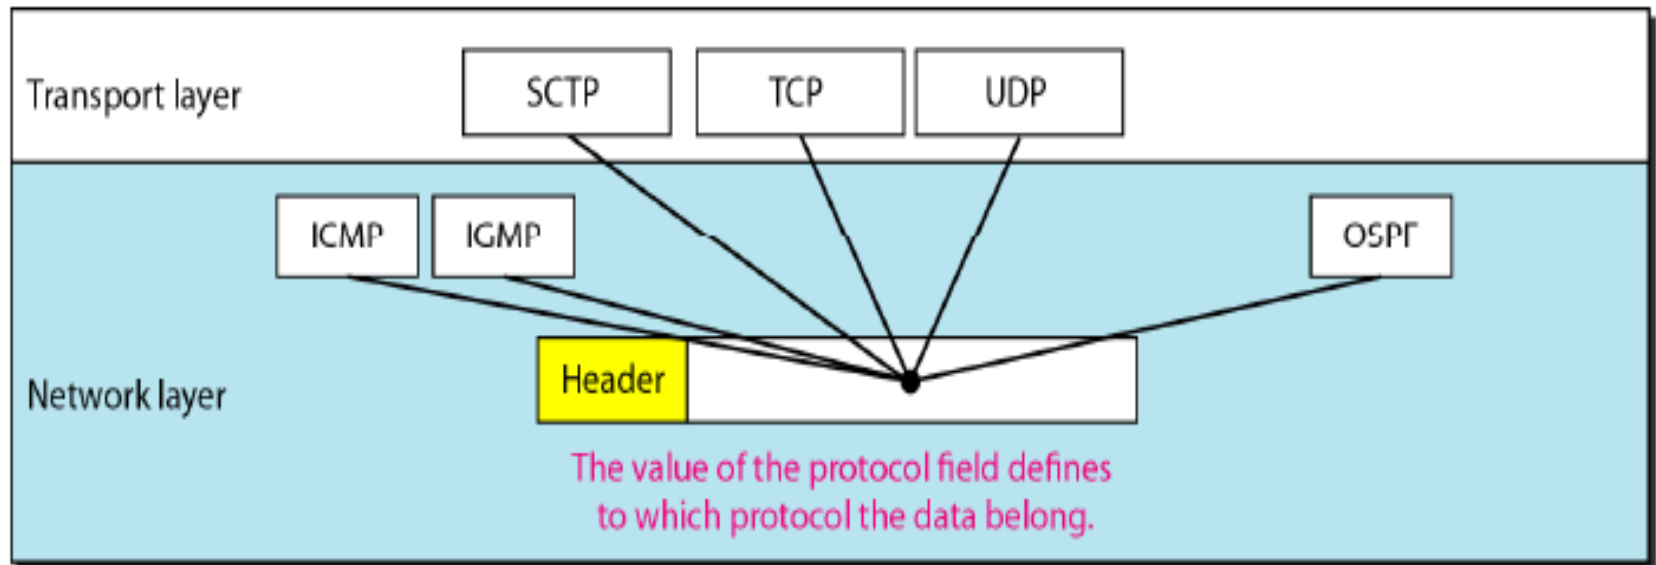 Transport layer
SCTP
TCP
UDP
ICMP
IGMP
OSPF
Network layer
Header
The value of the protocol field defines
to which protocol the data belong.